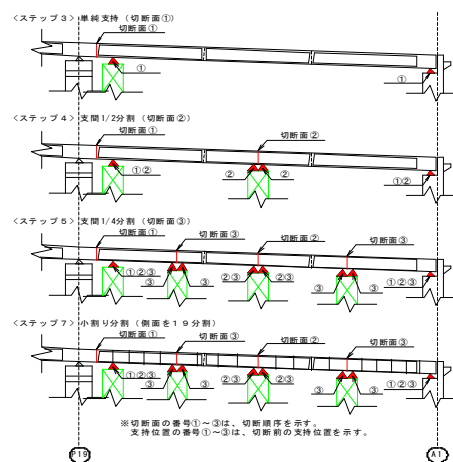 <ステップ3> 単純支持 (切断面①)
切断面①
①
①
<ステップ4> 支間1/2分割 (切断面②)
切断面①
切断面②
①②
②
②
①②
<ステップ5> 支間1/4分割 (切断面③)
切断面①
切断面③
切断面②
切断面③
①②③
③
③
②③
②③
③
③
①②③
<ステップ7> 小割り分割 (側面を19分割)
切断面①
切断面③
切断面②
切断面③
①②③
③
③
②③
②③
③
③
①②③
※切断面の番号①～③は、切断順序を示す。
支持位置の番号①～③は、切断前の支持位置を示す。
P19
A1